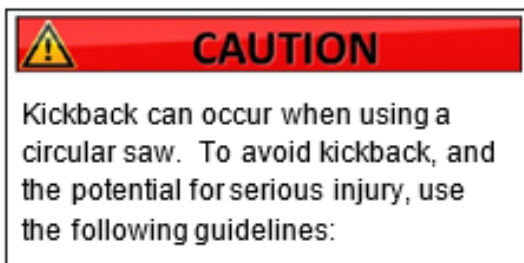 CAUTION
Kickback can occur when using a
circular saw.  To avoid kickback, and
the potential for serious injury, use
the following guidelines: